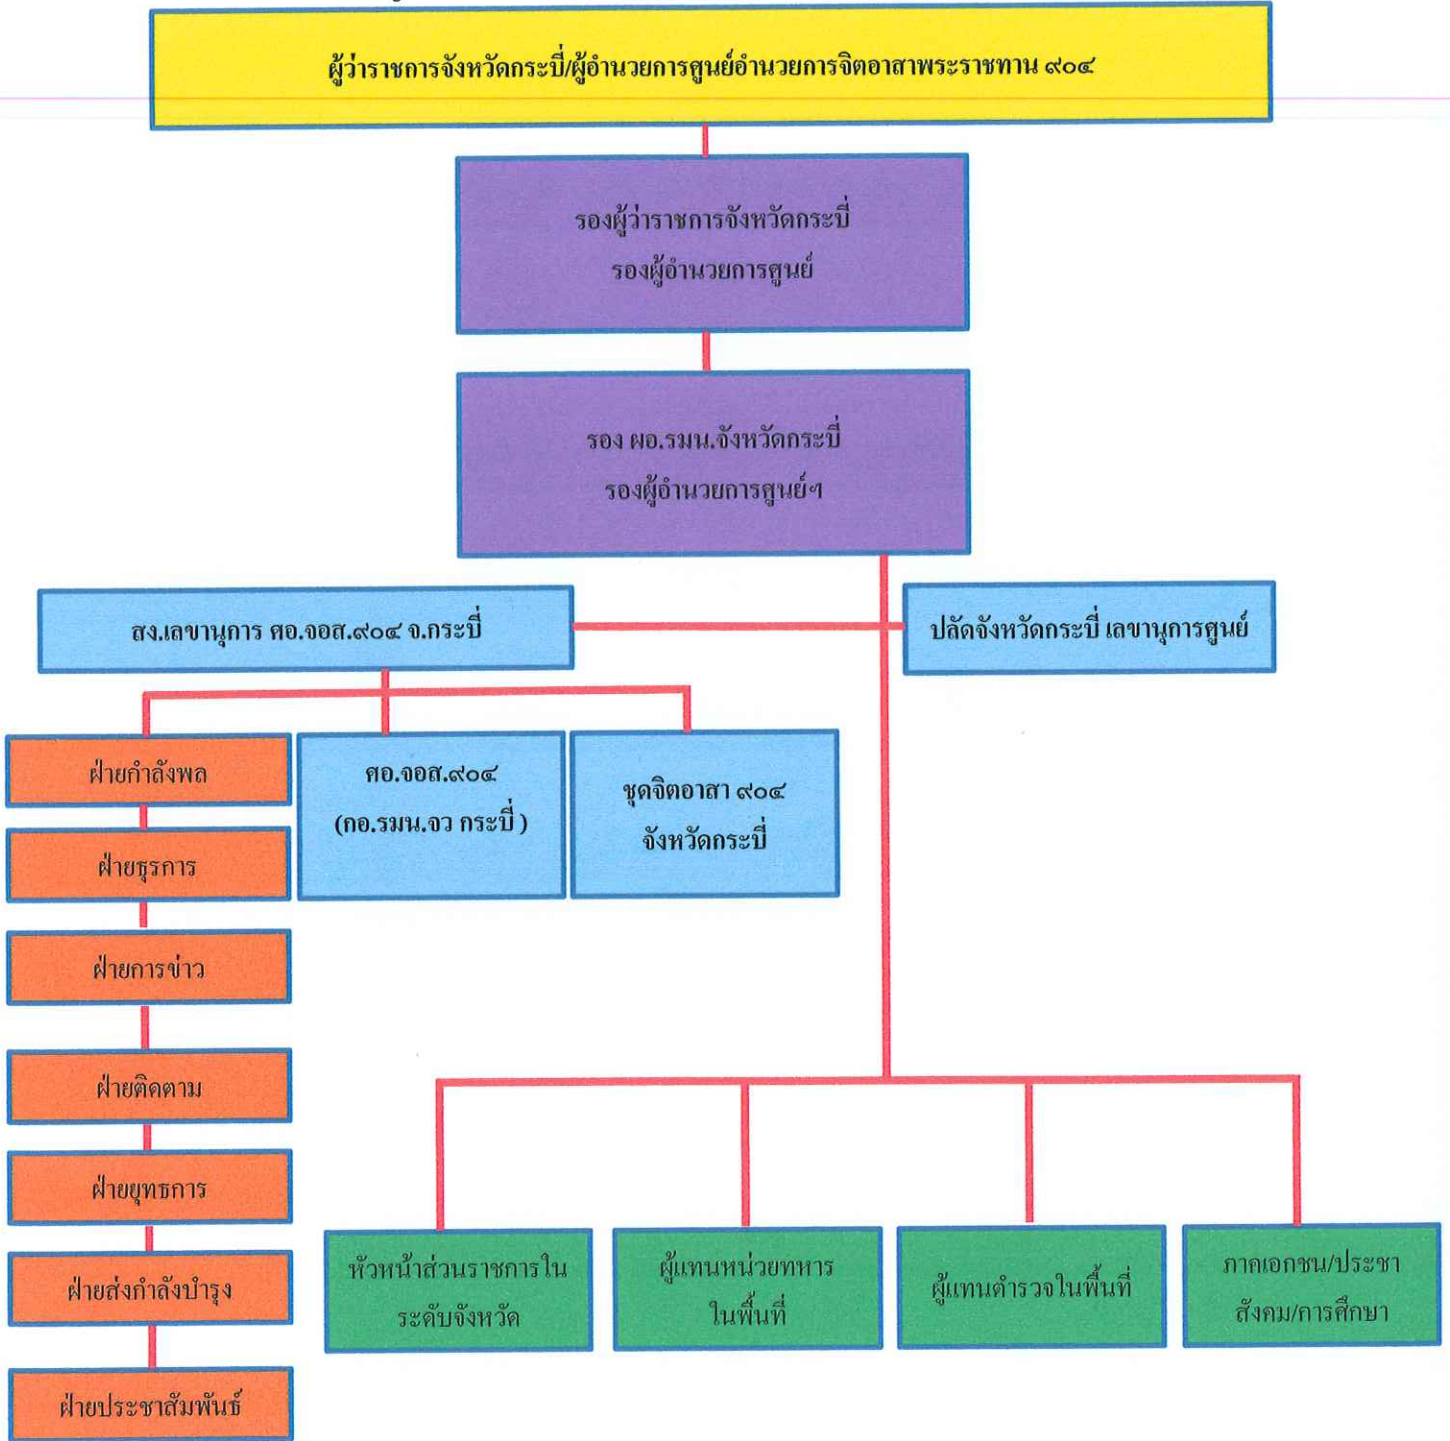 ผู้ว่าราชการจังหวัดกระบี่/ผู้อำนวยการศูนย์อำนวยการจิตอาสาพระราชทาน ๙๐๔
รองผู้ว่าราชการจังหวัดกระบี่
รองผู้อำนวยการศูนย์
รอง ผอ.รมน.จังหวัดกระบี่
รองผู้อำนวยการศูนย์ฯ
สง.เลขานุการ ศอ.จอส.๙๐๔ จ.กระบี่
ปลัดจังหวัดกระบี่ เลขานุการศูนย์
ฝ่ายกำลังพล
ฝ่ายธุรการ
ฝ่ายการข่าว
ฝ่ายติดตาม
ฝ่ายยุทธการ
ฝ่ายส่งกำลังบำรุง
ฝ่ายประชาสัมพันธ์
ศอ.จอส.๙๐๔
(กอ.รมน.จว กระบี่ )
ชุดจิตอาสา ๙๐๔
จังหวัดกระบี่
หัวหน้าส่วนราชการใน
ระดับจังหวัด
ผู้แทนหน่วยทหาร
ในพื้นที่
ผู้แทนตำรวจในพื้นที่
ภาคเอกชน/ประชา
สังคม/การศึกษา